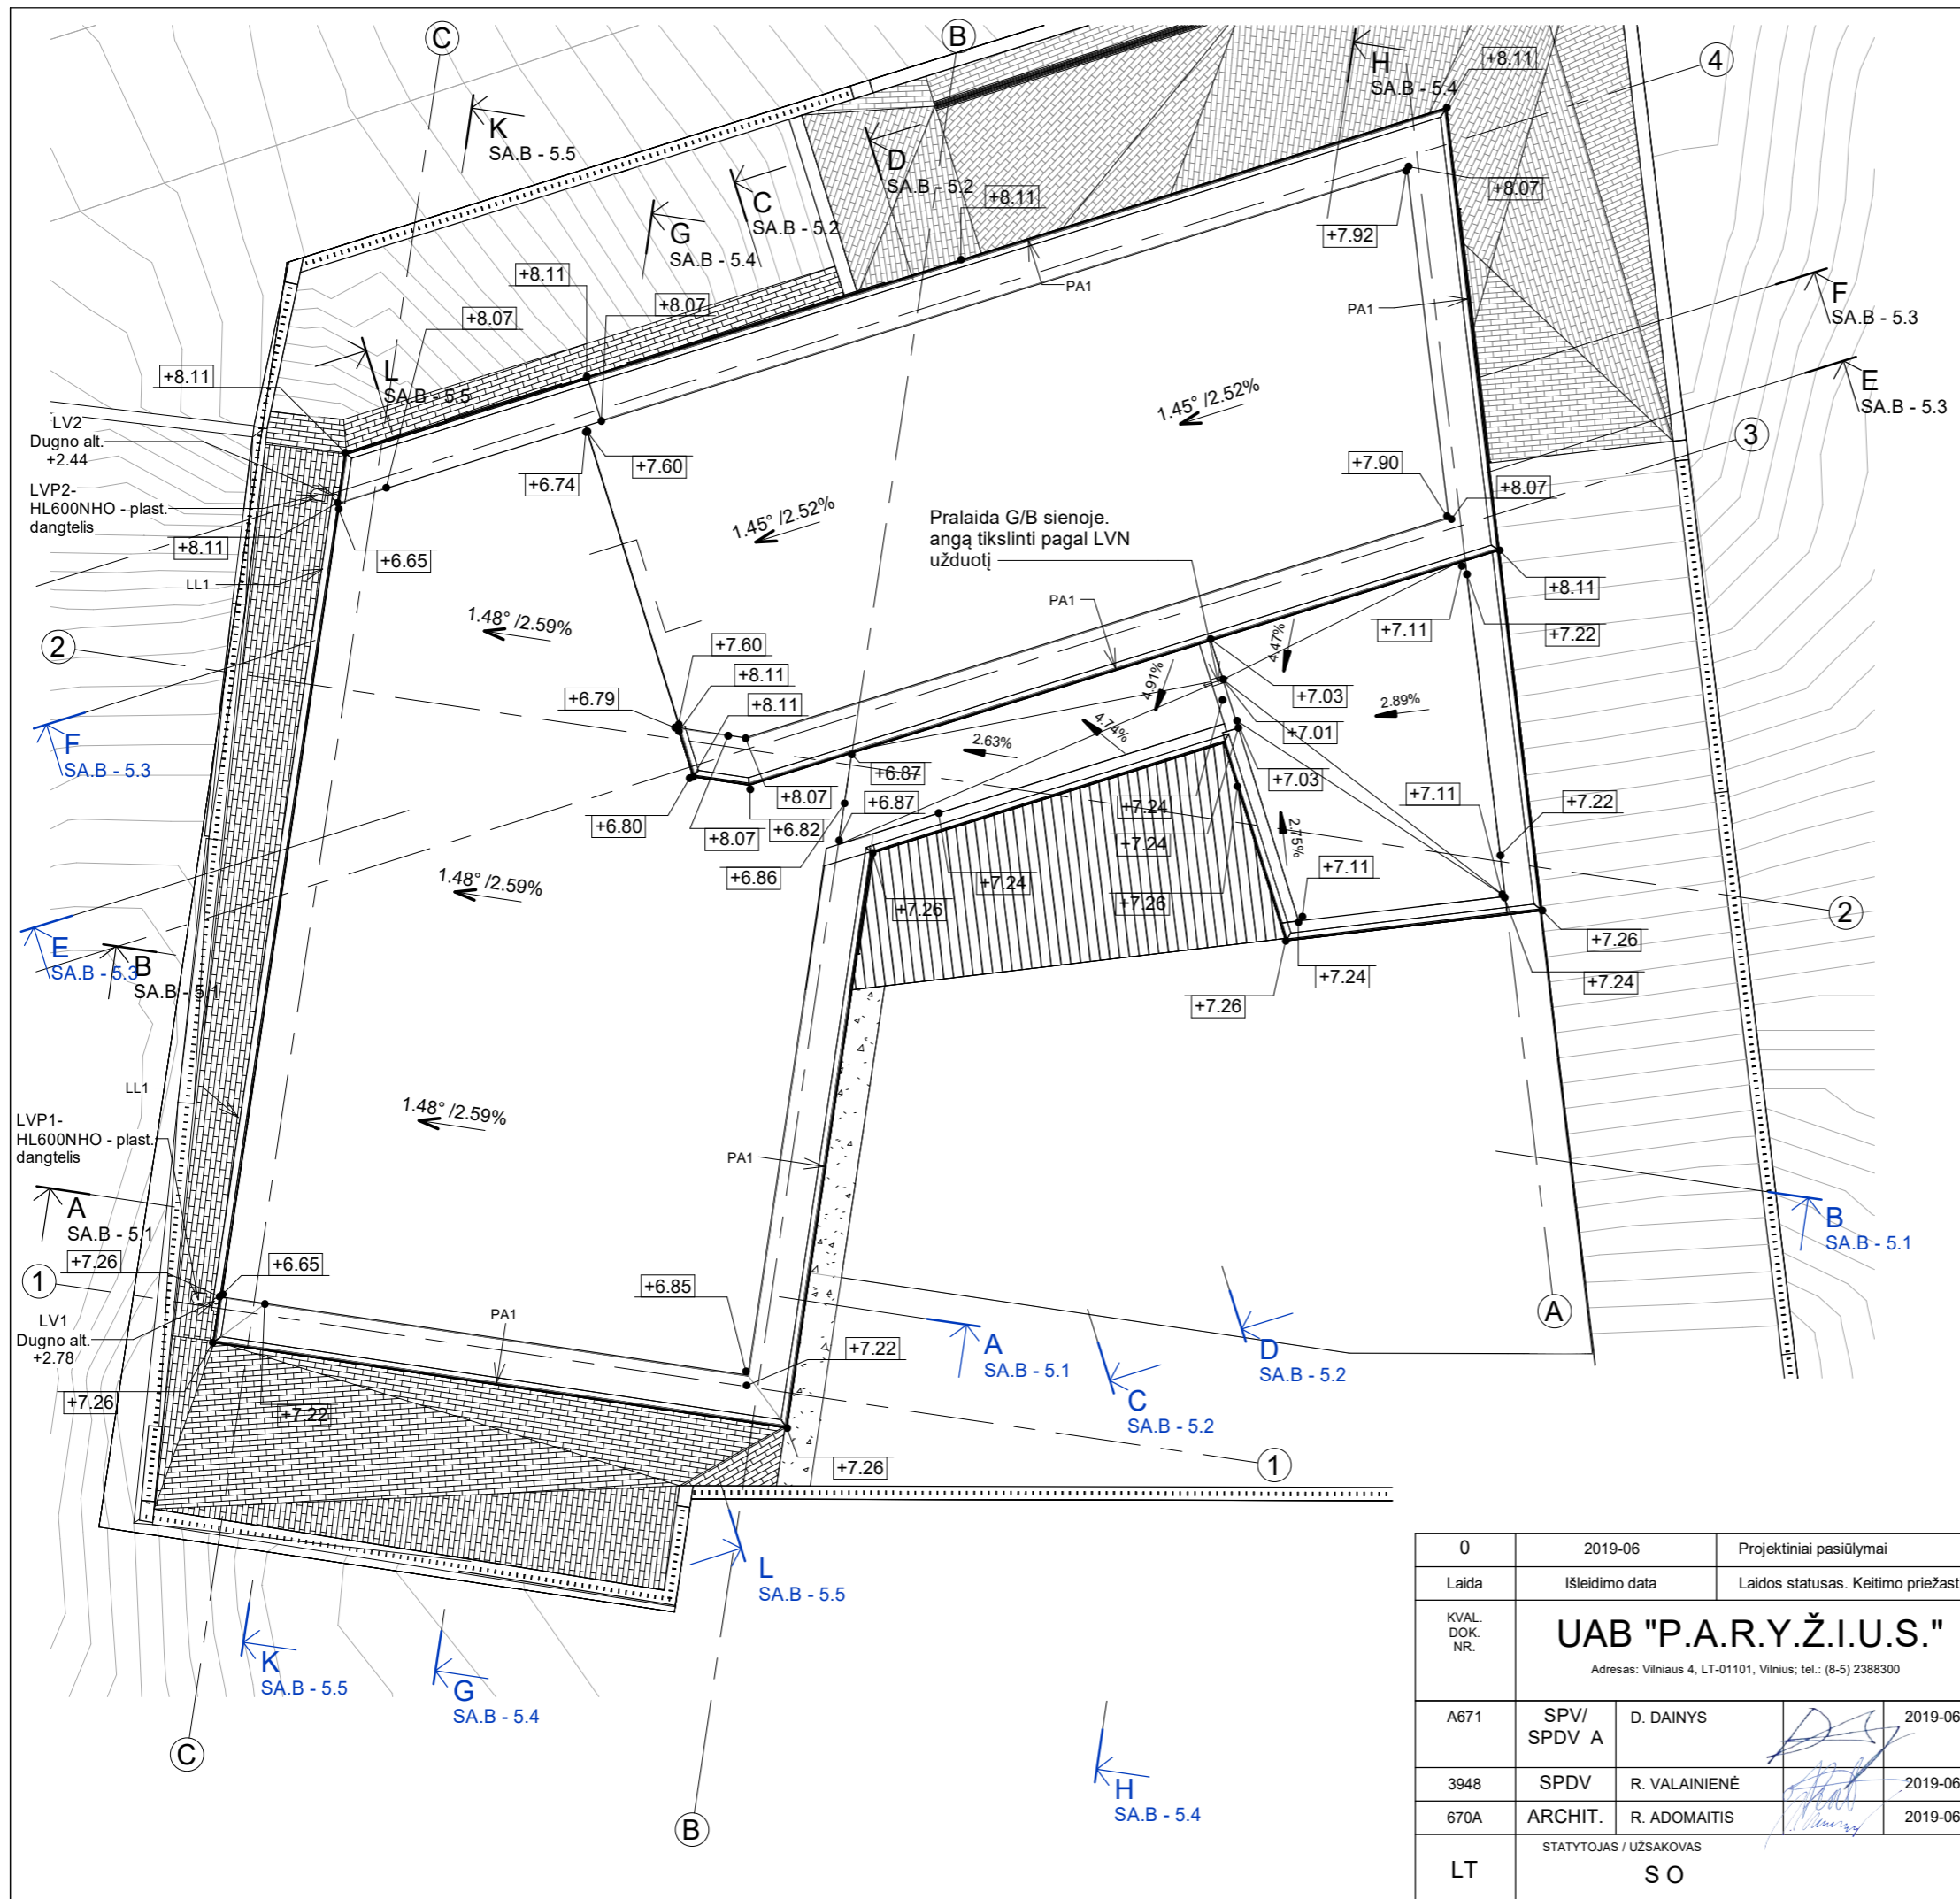 C
B
4
H
SA.B - 5.4
+8.11
K
SA.B - 5.5
D
SA.B - 5.2
C
SA.B - 5.2
G
SA.B - 5.4
+8.11
+8.07
+7.92
PA1
PA1
F
SA.B - 5.3
+8.11
+8.07
+8.07
+8.11
L
SA.B - 5.5
E
SA.B - 5.3
1.45° /2.52%
3
LV2
Dugno alt.
+2.44
+6.74
+7.60
+7.90
+8.07
LVP2-
HL600NHO - plast.
dangtelis
+8.11
+6.65
1.45° /2.52%
Pralaida G/B sienoje.
angą tikslinti pagal LVN
užduotį
LL1
PA1
+8.11
1.48° /2.59%
2
+7.60
+7.11
+7.22
4.47%
+8.11
+6.79
+8.11
4.91%
+7.03
2.89%
4.74%
+7.01
2.63%
F
SA.B - 5.3
+6.87
+7.03
+8.07
+6.87
+7.24
+7.11
+7.22
+6.80
+8.07
+6.82
+7.24
2.75%
+6.86
+7.24
+7.11
1.48° /2.59%
+7.26
+7.26
2
E
SA.B - 5.3
B
SA.B - 5.1
+7.26
+7.24
+7.24
+7.26
LL1
1.48° /2.59%
LVP1-
HL600NHO - plast.
dangtelis
PA1
A
SA.B - 5.1
B
SA.B - 5.1
+7.26
+6.65
1
+6.85
A
LV1
Dugno alt.
+2.78
PA1
+7.22
A
SA.B - 5.1
D
SA.B - 5.2
C
SA.B - 5.2
+7.26
+7.22
+7.26
1
L
SA.B - 5.5
K
SA.B - 5.5
G
SA.B - 5.4
C
H
SA.B - 5.4
B
0 2019-06 Projektiniai pasiūlymai
Laida Išleidimo data Laidos statusas. Keitimo priežast
KVAL.
DOK.
NR.
UAB "P.A.R.Y.Ž.I.U.S."
Adresas: Vilniaus 4, LT-01101, Vilnius; tel.: (8-5) 2388300
A671 SPV/ D. DAINYS 2019-06
SPDV A
3948 SPDV R. VALAINIENĖ 2019-06
670A ARCHIT. R. ADOMAITIS 2019-06
STATYTOJAS / UŽSAKOVAS
LT S O